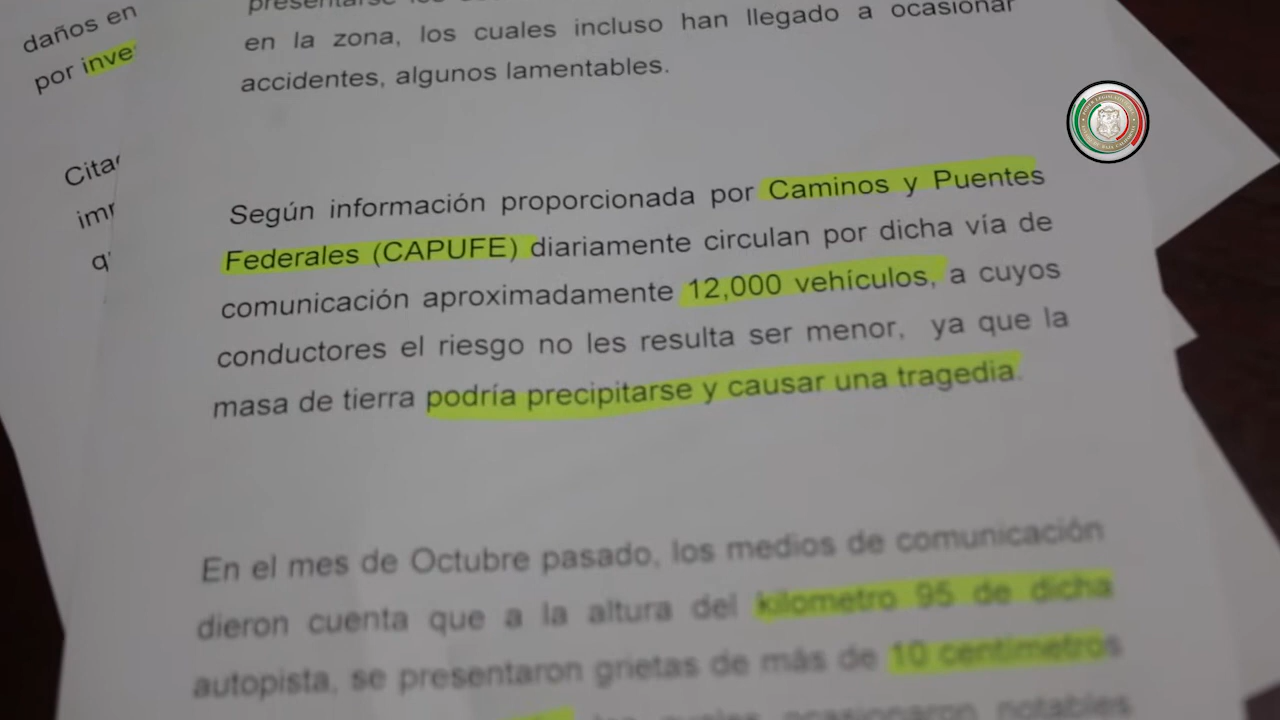 daños en
por inve
Citad
im
q
en la zona, los cuales incluso han llegado a ocasionar
accidentes, algunos lamentables.
Según información proporcionada por Caminos y Puentes
Federales (CAPUFE) diariamente circulan por dicha vía de
comunicación aproximadamente 12,000 vehículos, a cuyos
conductores el riesgo no les resulta ser menor, ya que la
masa de tierra podría precipitarse y causar una tragedia.
En el mes de Octubre pasado, los medios de comunicación
dieron cuenta que a la altura del kilometro 95 de dicha
autopista, se presentaron grietas de más de 10 centímetros
ocasionaron notables